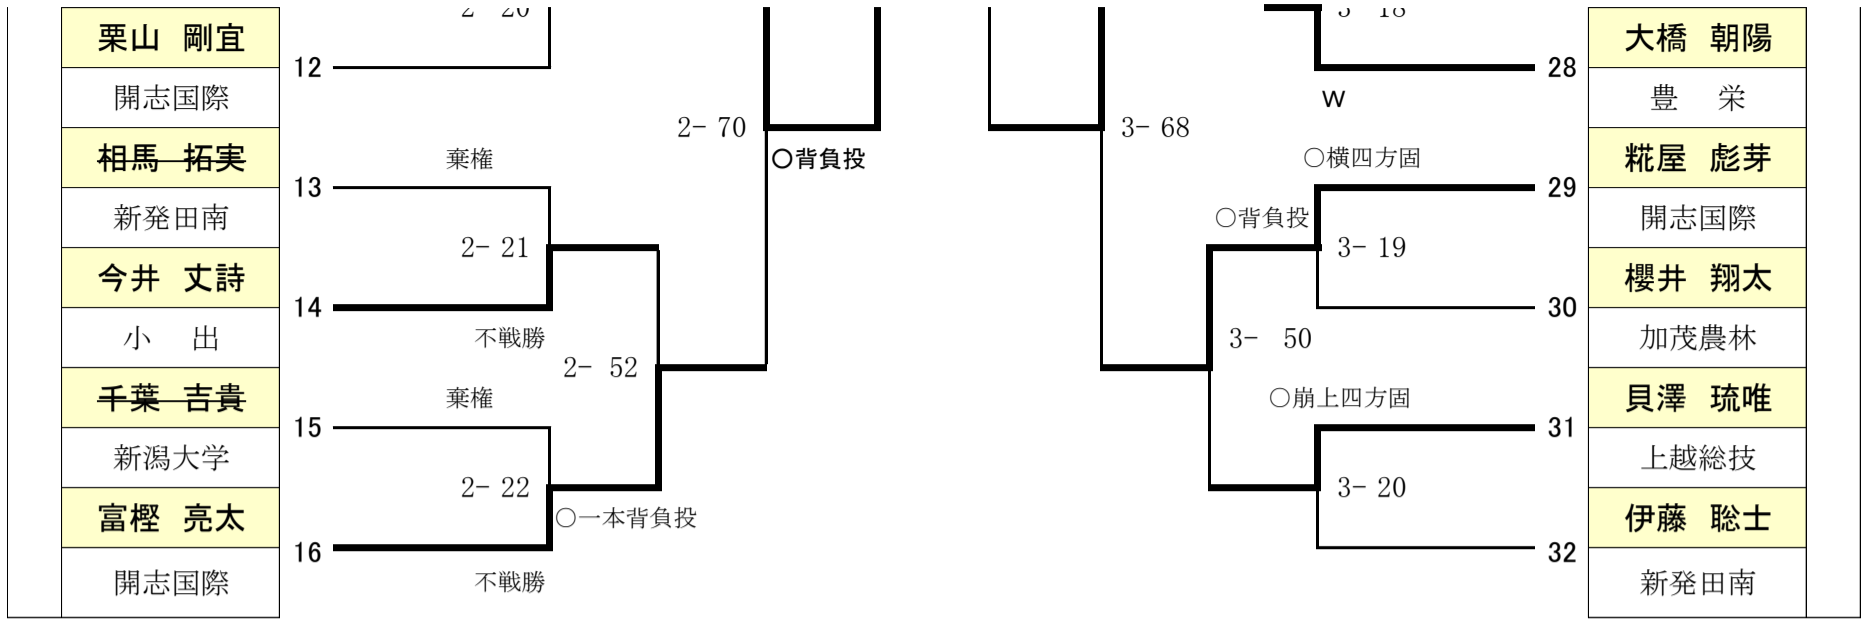 2- 20
3- 18
栗山 剛宜
12
開志国際
相馬 拓実
13
新発田南
棄権
2- 21
今井 丈詩
14
小 出
不戦勝
2- 52
千葉 吉貴
15
新潟大学
棄権
2- 22
富樫 亮太
16
開志国際
○一本背負投
不戦勝
2- 70
○背負投
3- 68
大橋 朝陽
28
豊 栄
W
○横四方固
糀屋 彪芽
29
開志国際
○背負投
3- 19
櫻井 翔太
30
加茂農林
3- 50
○崩上四方固
貝澤 琉唯
31
上越総技
3- 20
伊藤 聡士
32
新発田南